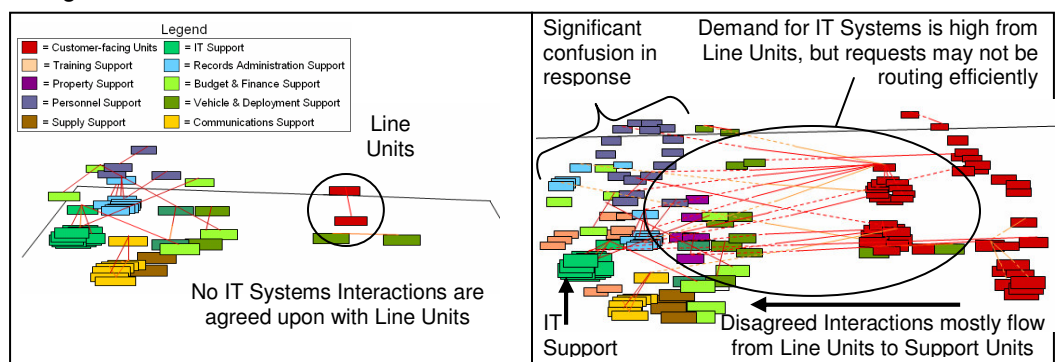 Legend
= Customer-facing Units
= IT Support
= Training Support
= Records Administration Support
= Property Support
= Budget & Finance Support
= Personnel Support
= Vehicle & Deployment Support
= Supply Support
= Communications Support
Line
Units
No IT Systems Interactions are
agreed upon with Line Units
Significant
confusion in
response
Demand for IT Systems is high from
Line Units, but requests may not be
routing efficiently
IT
Support
Disagreed Interactions mostly flow
from Line Units to Support Units